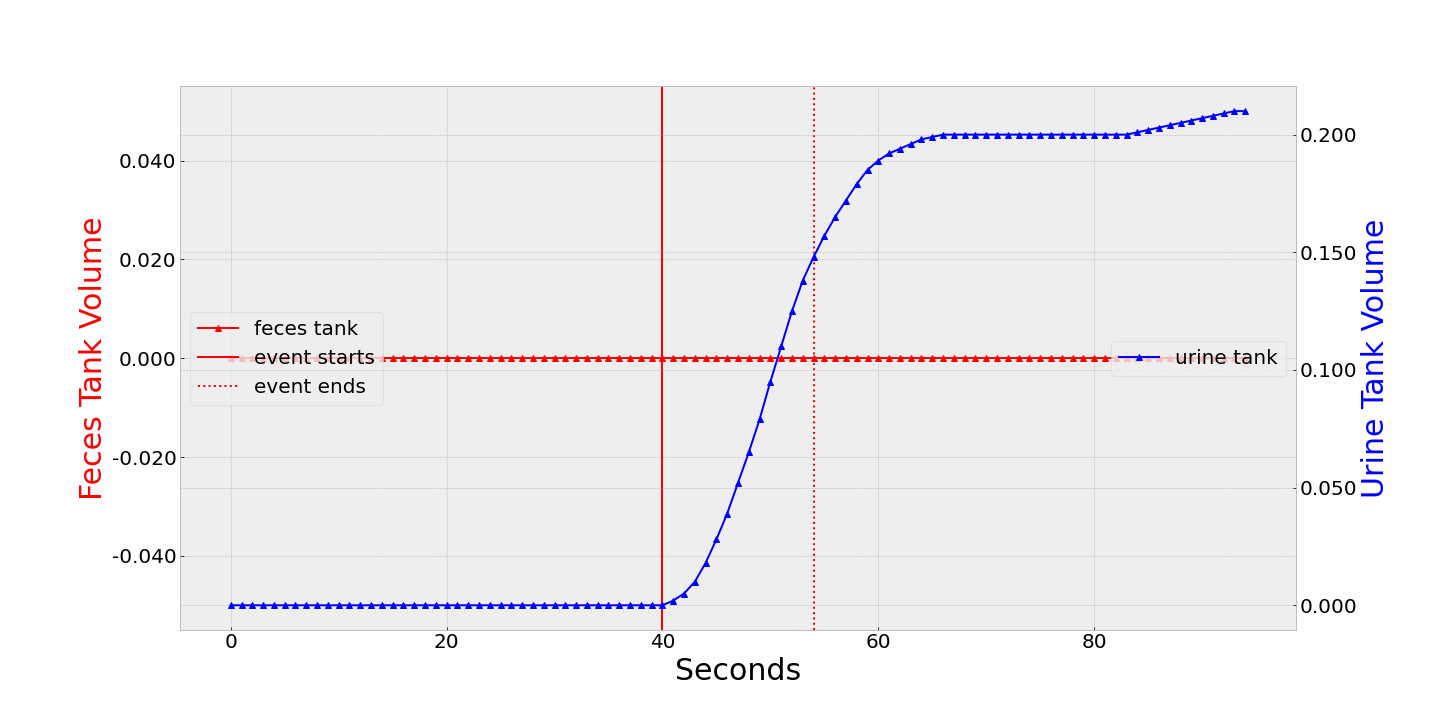 Feces Tank Volume
0.040
0.020
0.000
-0.020
-0.040
feces tank
event starts
event ends
urine tank
0.200
0.150
0.100
0.050
0.000
Urine Tank Volume
0 20 40 60 80
Seconds